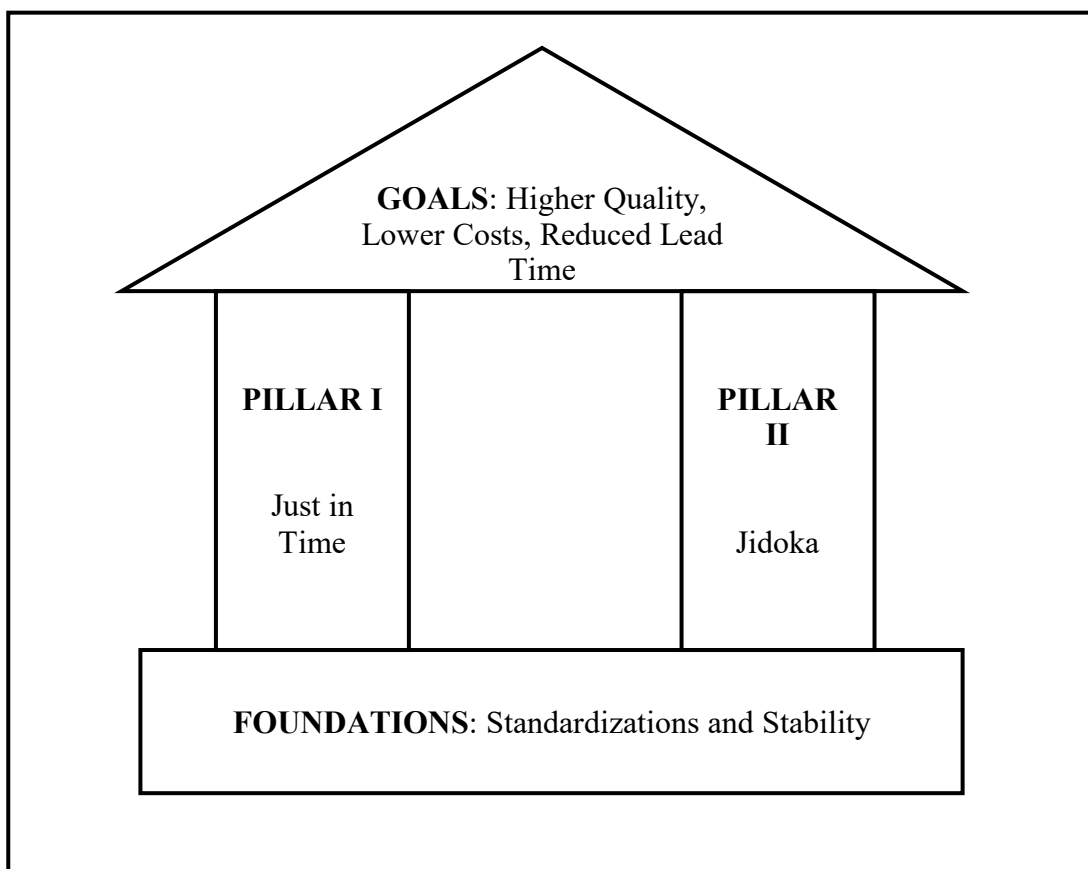 GOALS: Higher Quality,
Lower Costs, Reduced Lead
Time
PILLAR I
Just in
Time
PILLAR
II
Jidoka
FOUNDATIONS: Standardizations and Stability